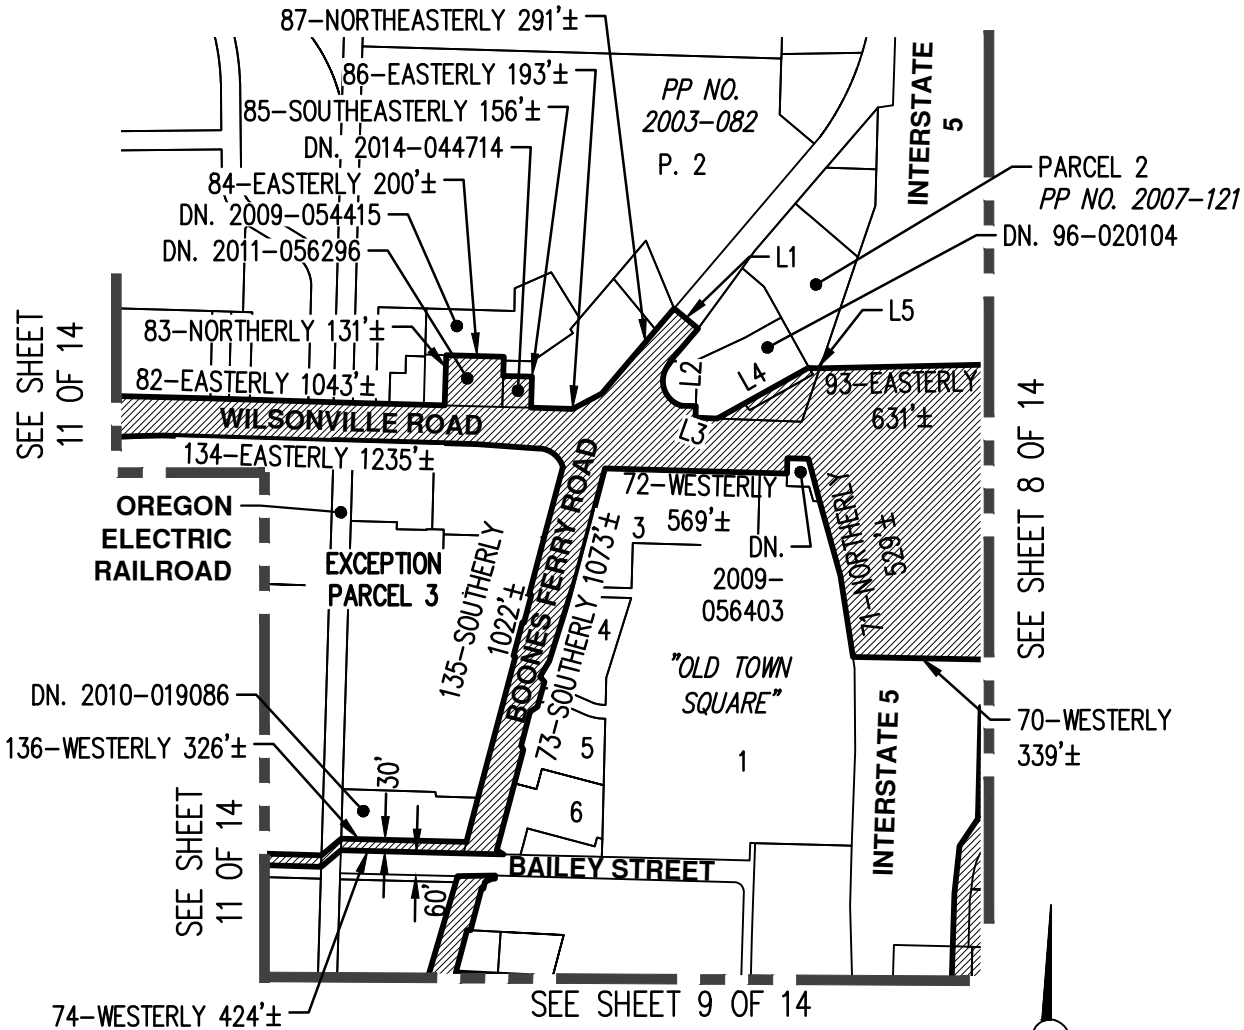 87-NORTHEASTERLY 291'±
86-EASTERLY 193'±
85-SOUTHEASTERLY 156'±
DN. 2014-044714
84-EASTERLY 200'±
DN. 2009-054415
DN. 2011-056296
83-NORTHERLY 131'±
82-EASTERLY 1043'±
WILSONVILLE ROAD
134-EASTERLY 1235'±
SEE SHEET
11 OF 14
PP NO.
2003-082
P. 2
INTERSTATE
5
PARCEL 2
PP NO. 2007-121
DN. 96-020104
L1
L5
L2
L4
L3
93-EASTERLY
631'±
SEE SHEET 8 OF 14
OREGON
ELECTRIC
RAILROAD
EXCEPTION
PARCEL 3
135-SOUTHERLY
1022'±
BOONES FERRY ROAD
73-SOUTHERLY 1073'±
72-WESTERLY
569'±
3
DN.
2009-
056403
71-NORTHERLY
529'±
4
"OLD TOWN
SQUARE"
5
1
6
INTERSTATE 5
70-WESTERLY
339'±
DN. 2010-019086
136-WESTERLY 326'±
30'
SEE SHEET
11 OF 14
BAILEY STREET
60'
74-WESTERLY 424'±
SEE SHEET 9 OF 14